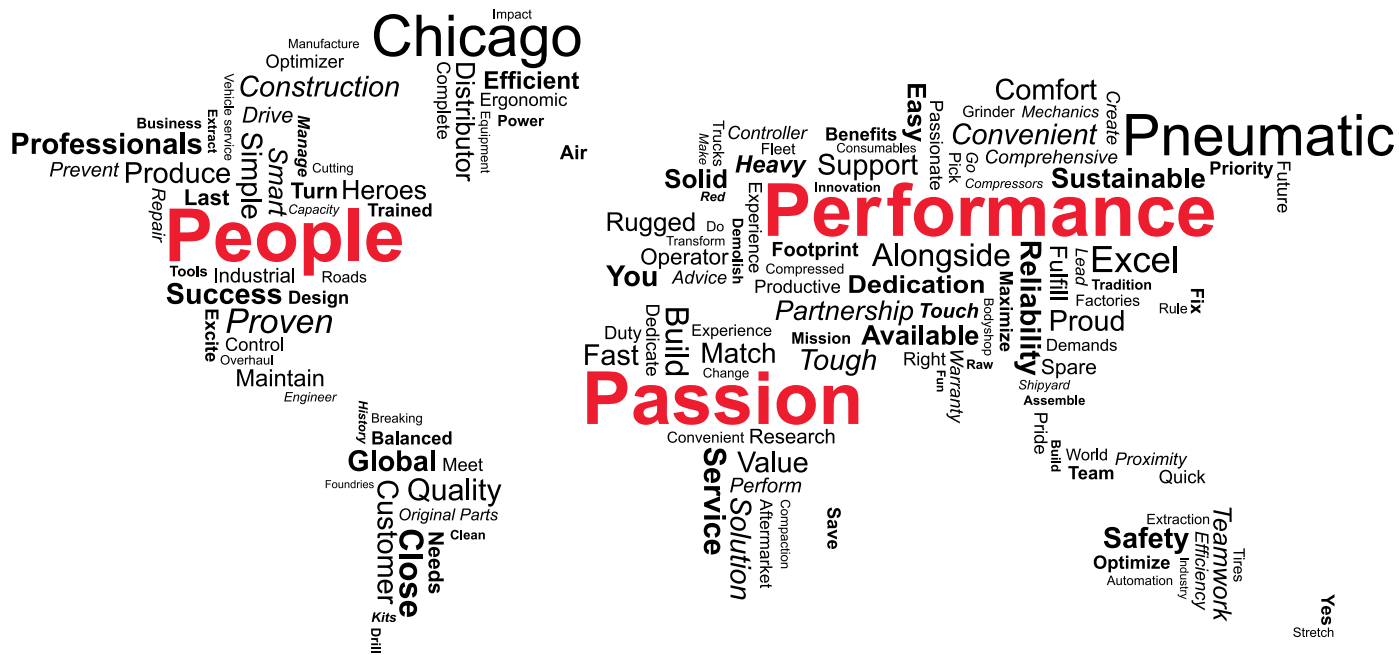 Impact
Chicago
Manufacture
Optimizer
Vehicle service
Construction
Distributor
Complete
Efficient
Ergonomic
Equipment
Power
Air
Drive
Business
Extract
Manage
Professionals
Simple
Smart
Cutting
Prevent
Produce
Turn
Heroes
Last
Capacity
Trained
Repair
People
Tools
Industrial
Roads
Success
Design
Excite
Proven
Control
Overhaul
Maintain
Engineer
History
Breaking
Balanced
Global
Meet
Foundries
Customer
Quality
Original Parts
Close
Needs
Clean
Kits
Drill
Trucks
Make
Controller
Fleet
Heavy
Solid
Red
Experience
Benefits
Consumables
Support
Innovation
Easy
Passionate
Pick
Go
Comfort
Grinder
Mechanics
Create
Convenient
Comprehensive
Compressors
Pneumatic
Sustainable
Priority
Future
Performance
Rugged
Do
Transform
Demolish
Operator
You
Advice
Footprint
Compressed
Productive
Alongside
Dedication
Maximize
Reliability
Fulfill
Lead
Excel
Tradition
Factories
Rule
Fix
Partnership
Touch
Bodyshop
Proud
Demands
Spare
Shipyard
Assemble
Duty
Dedicate
Build
Experience
Fast
Match
Change
Mission
Tough
Available
Right
Fun
Warranty
Raw
Passion
Convenient
Research
Service
Value
Perform
Solution
Aftermarket
Compaction
Save
Pride
Build
World
Team
Proximity
Quick
Extraction
Teamwork
Safety
Efficiency
Tires
Optimize
Industry
Automation
Yes
Stretch